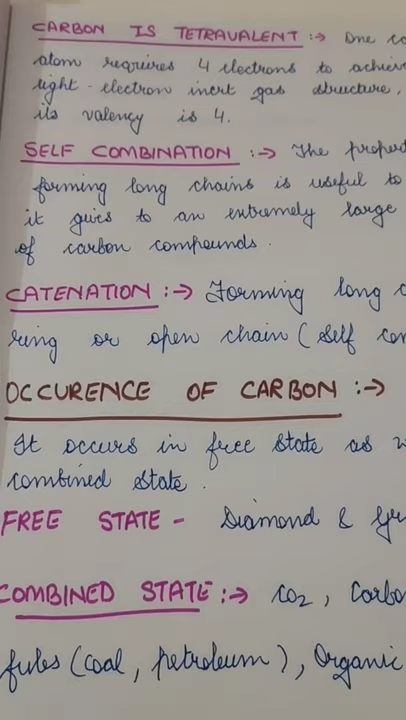 CARBON IS TETRAVALENT :-> One
atom requires 4 electrons to
eight-electron inert gas structure,
its valency is 4.
SELF COMBINATION :-> The
forming long chains is useful to
it gives to an extremely large
of carbon compounds.
CATENATION :-> Forming long
ring or open chain (Self
OCCURENCE OF CARBON :->
It occurs in free state as
combined state.
FREE STATE - Diamond &
COMBINED STATE :-> CO2,
fules (coal, petroleum), Organic